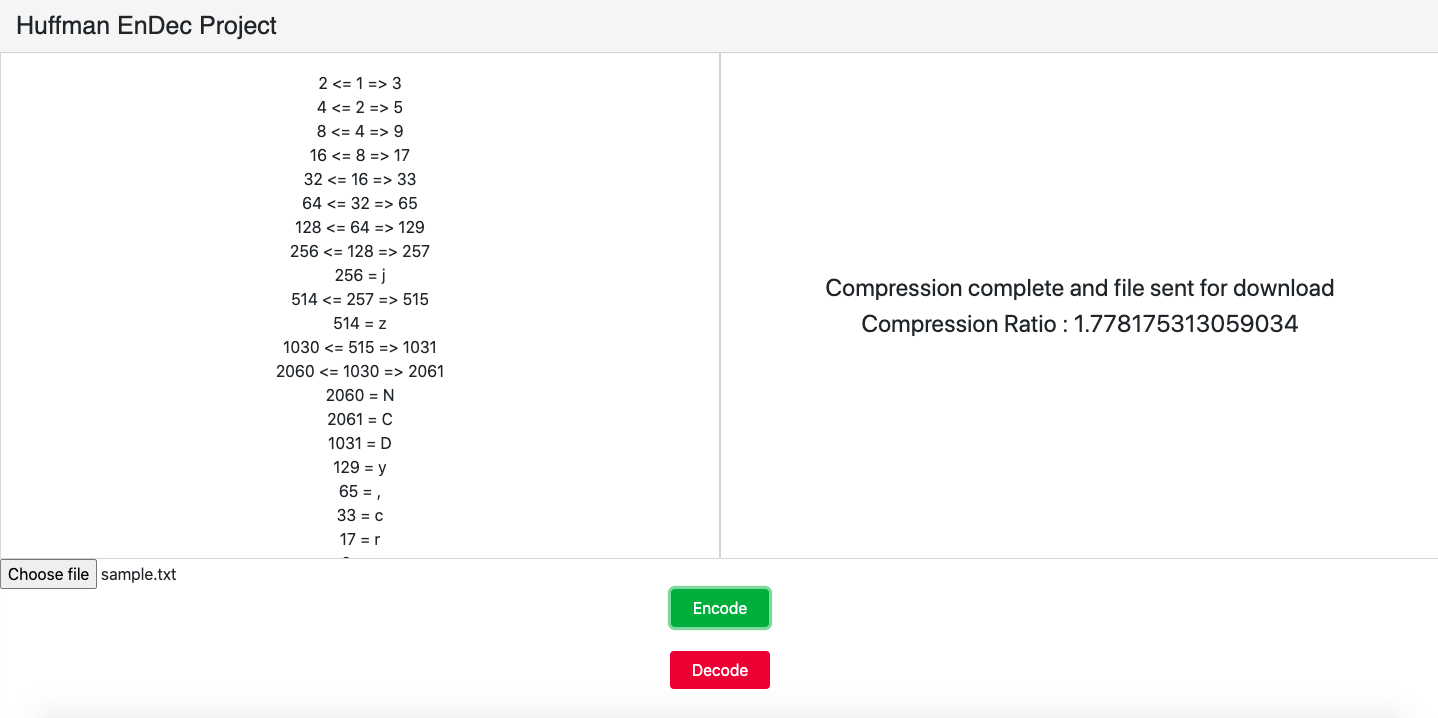 Huffman EnDec Project
2 <= 1 => 3
4 <= 2 => 5
8 <= 4 => 9
16 <= 8 => 17
32 <= 16 => 33
64 <= 32 => 65
128 <= 64 => 129
256 <= 128 => 257
256 = j
514 <= 257 => 515
514 = z
1030 <= 515 => 1031
2060 <= 1030 => 2061
2060 = N
2061 = C
1031 = D
129 = y
65 = ,
33 = c
17 = r
Compression complete and file sent for download
Compression Ratio : 1.778175313059034
Choose file sample.txt
Encode
Decode